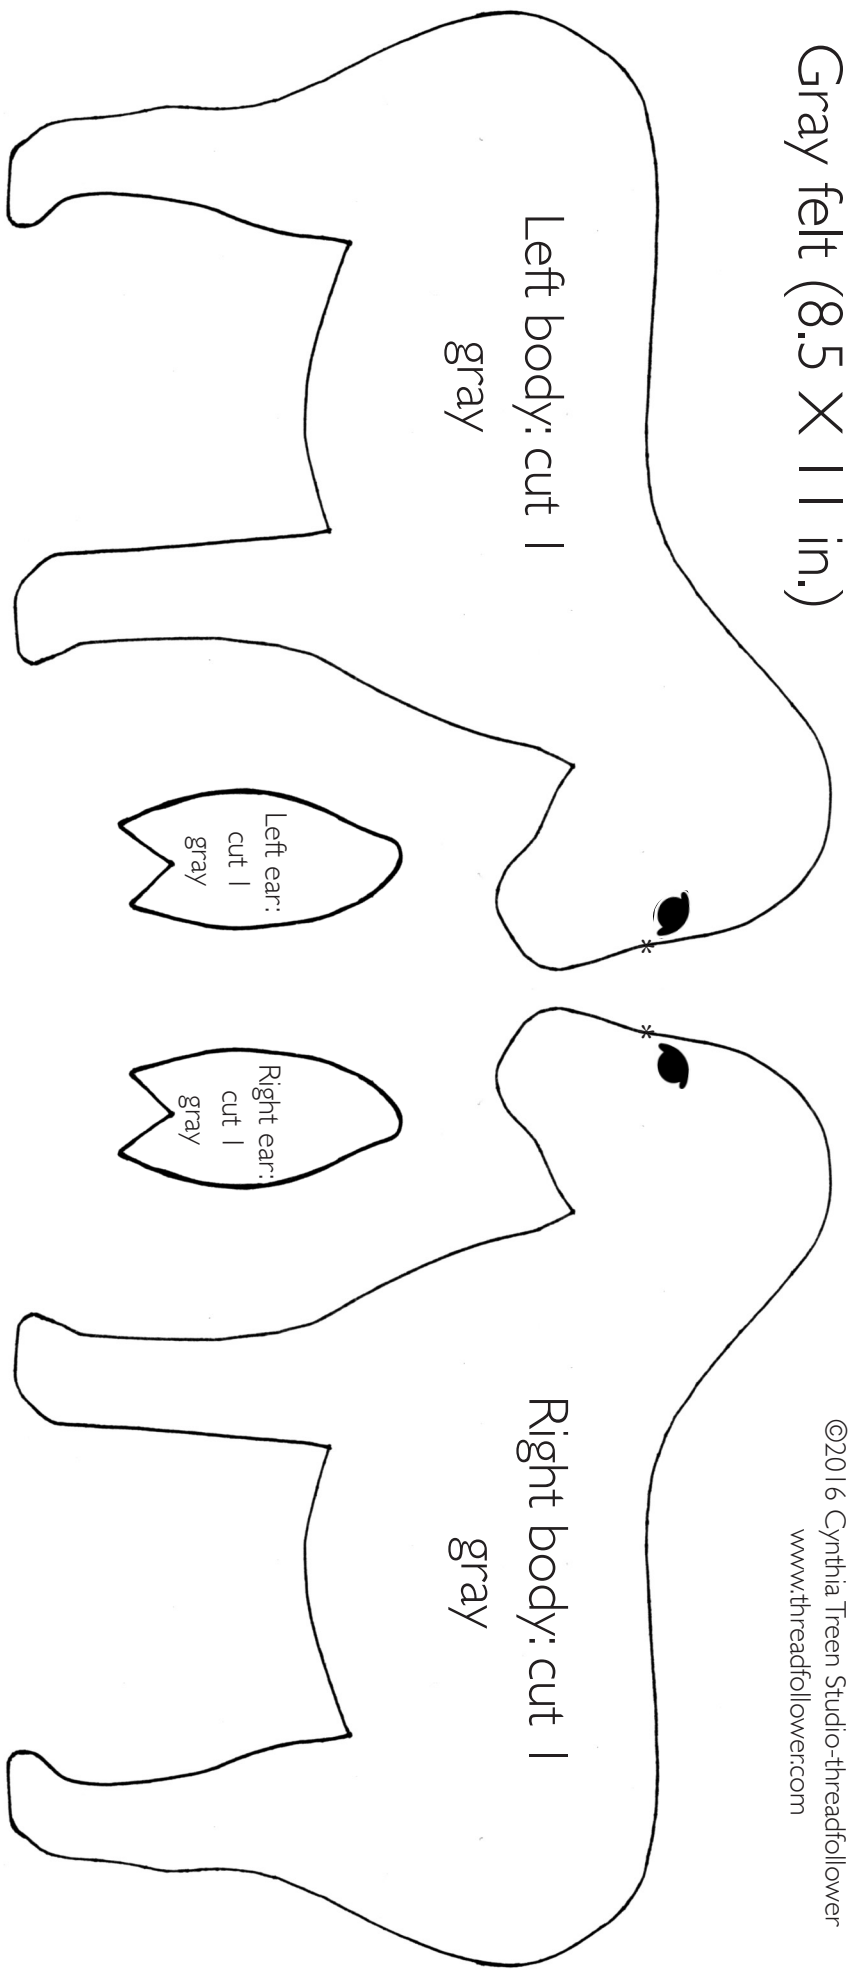 Gray felt (8.5 X 11 in.)
©2016 Cynthia Treen Studio-threadfollower
www.threadfollower.com
Left body: cut 1
gray
Right body: cut 1
gray
Left ear:
cut 1
gray
Right ear:
cut 1
gray
*
*